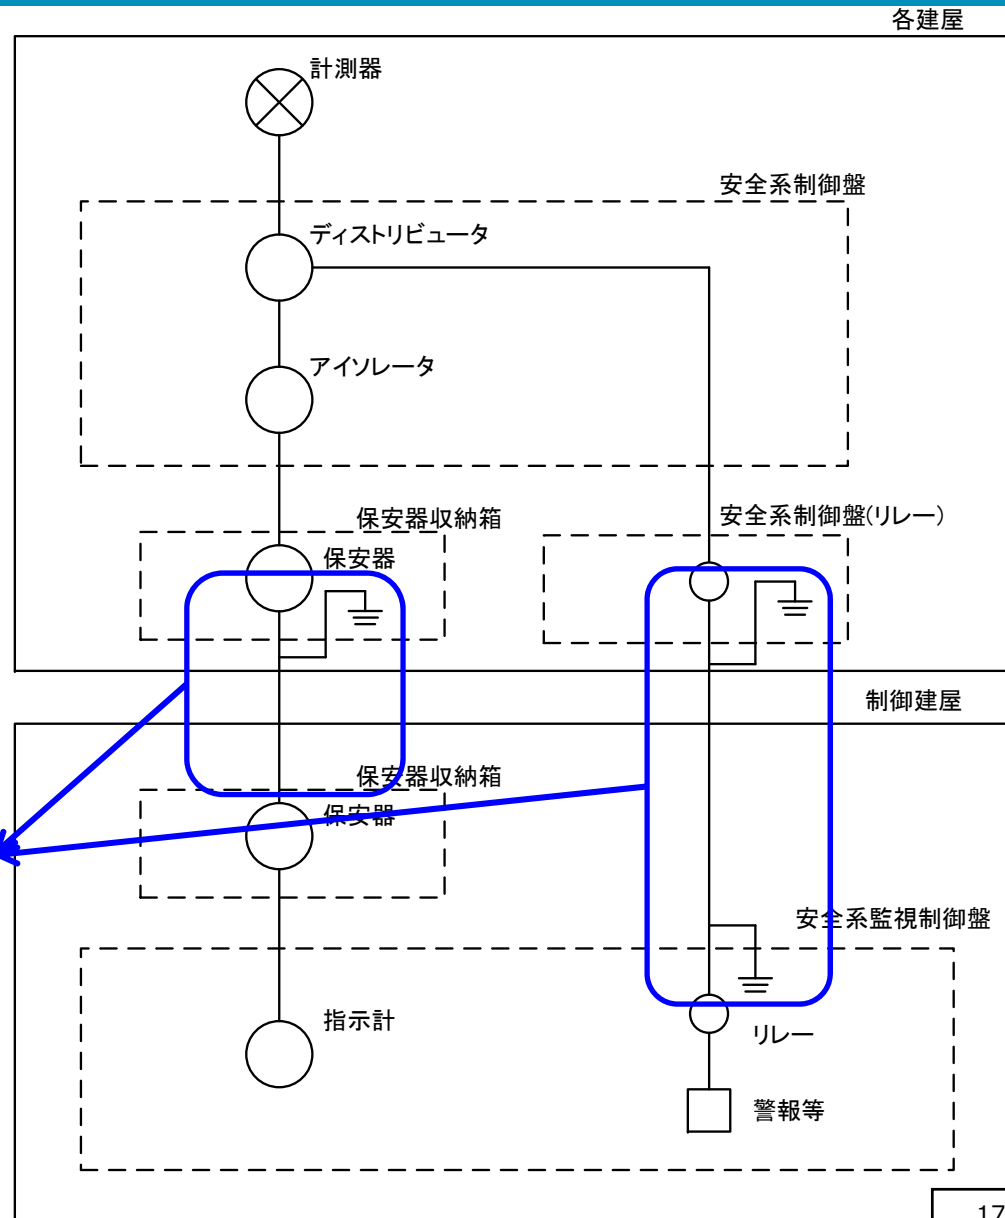 各建屋
計測器
安全系制御盤
ディストリビュータ
アイソレータ
保安器収納箱
安全系制御盤(リレー)
保安器
制御建屋
保安器収納箱
保安器
安全系監視制御盤
指示計
リレー
警報等
17